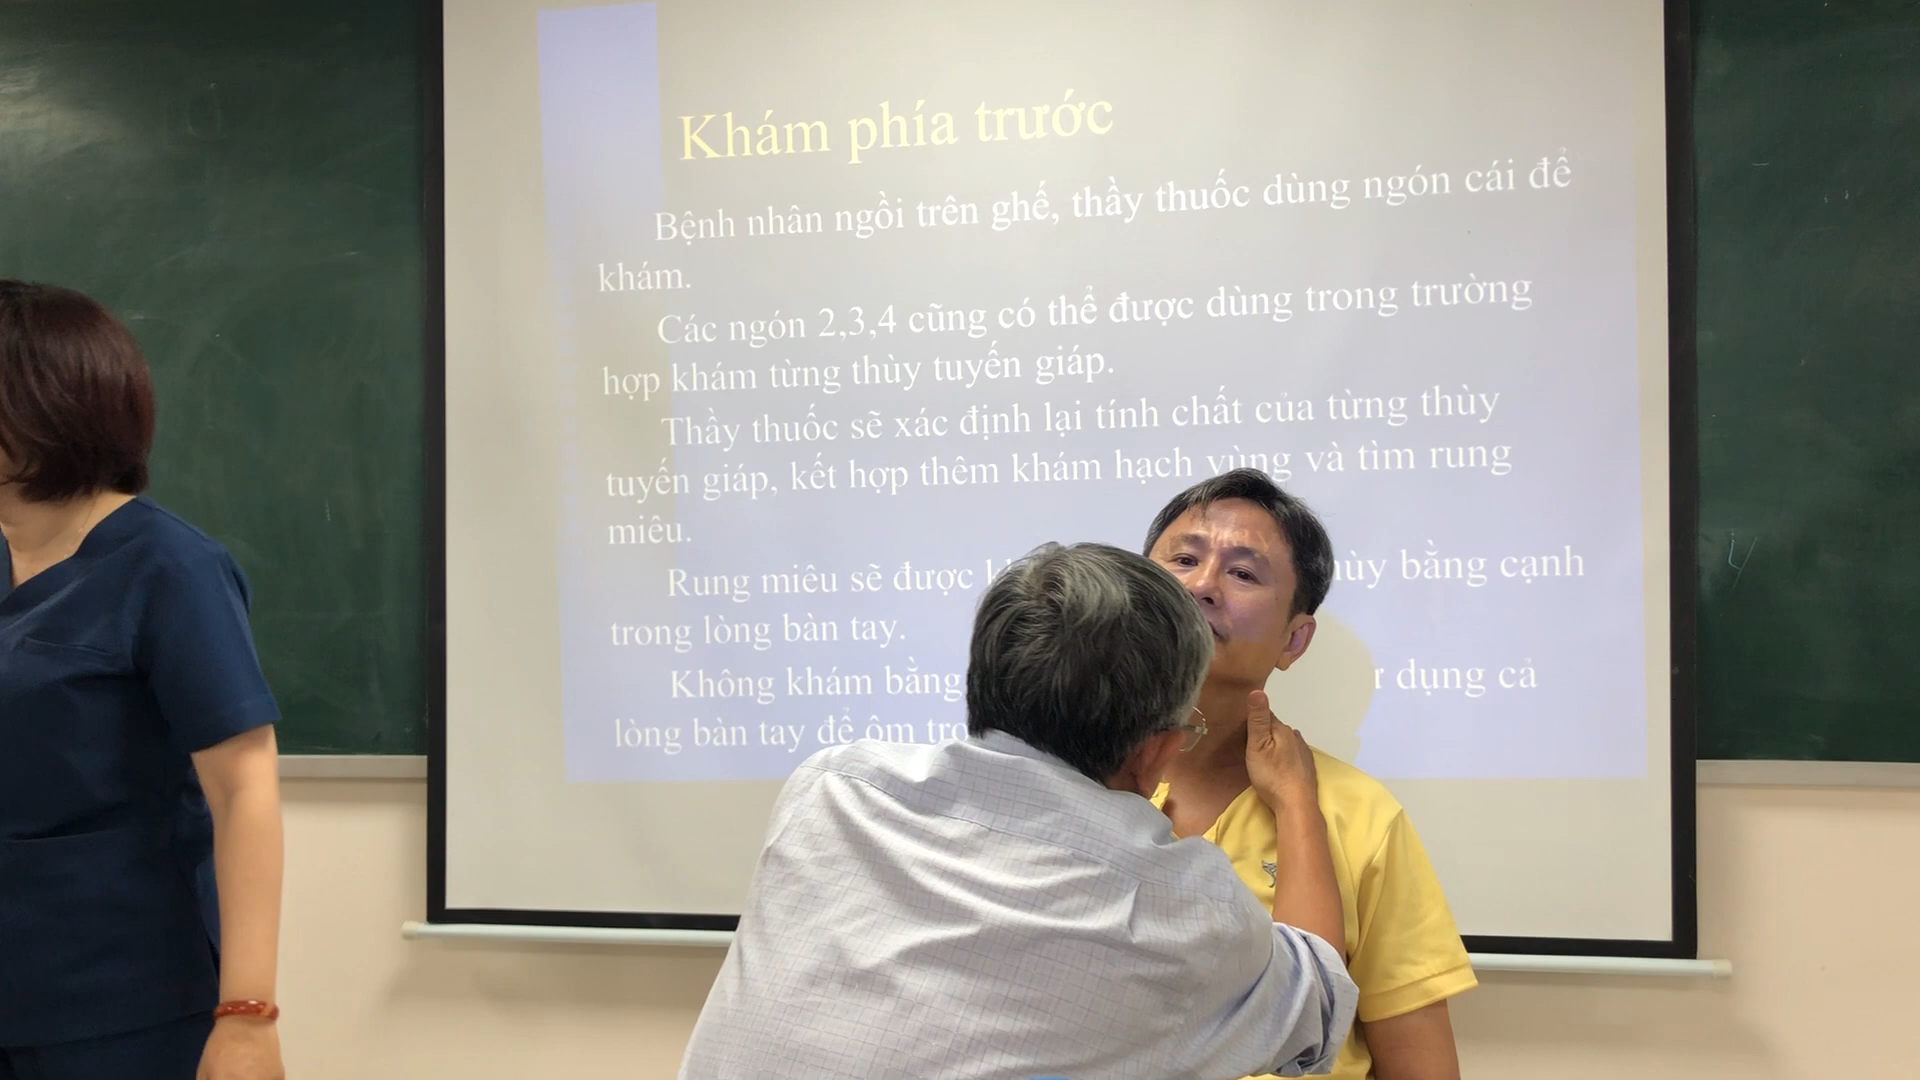 Khám phía trước
Bệnh nhân ngồi trên ghế, thầy thuốc dùng ngón cái để
khám.
Các ngón 2,3,4 cũng có thể được dùng trong trường
hợp khám từng thùy tuyến giáp.
Thầy thuốc sẽ xác định lại tính chất của từng thùy
tuyến giáp, kết hợp thêm khám hạch vùng và tìm rung
miêu.
Rung miêu sẽ được bằng cạnh
trong lòng bàn tay.
Không khám bằng dụng cả
lòng bàn tay để ôm